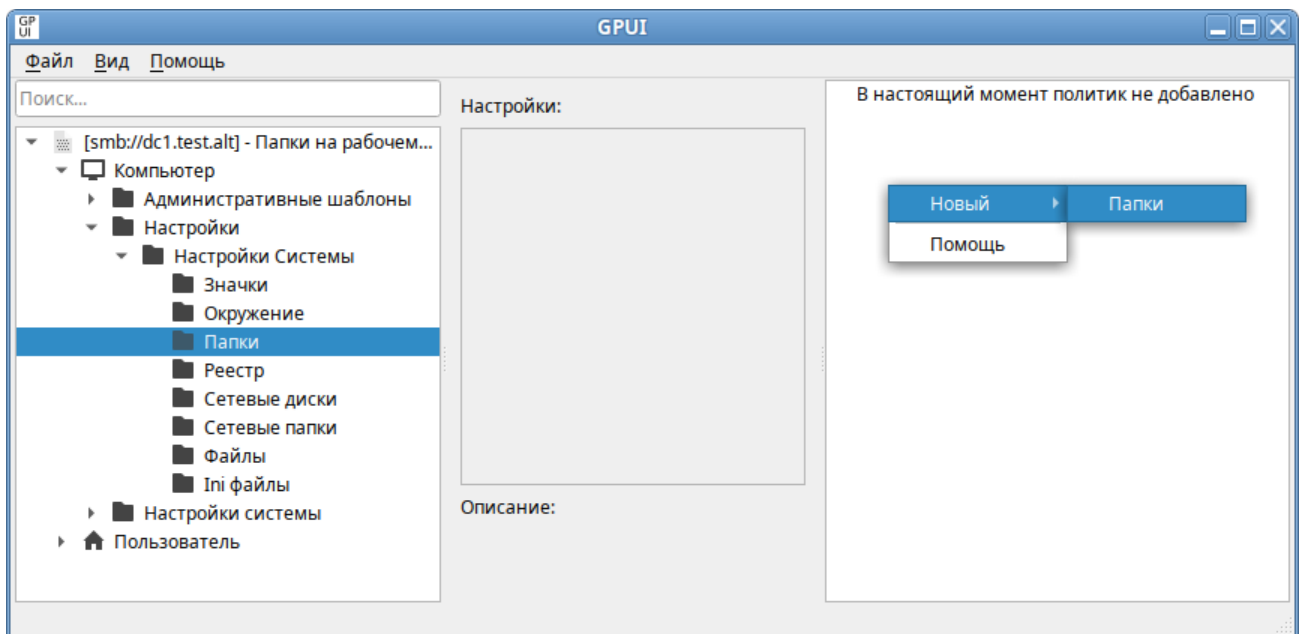 GP
UI
GPUI
Файл Вид Помощь
Поиск...
[smb://dc1.test.alt] - Папки на рабочем...
Компьютер
Административные шаблоны
Настройки
Настройки Системы
Значки
Окружение
Папки
Реестр
Сетевые диски
Сетевые папки
Файлы
Ini файлы
Настройки системы
Пользователь
Настройки:
Описание:
В настоящий момент политик не добавлено
Новый
Папки
Помощь